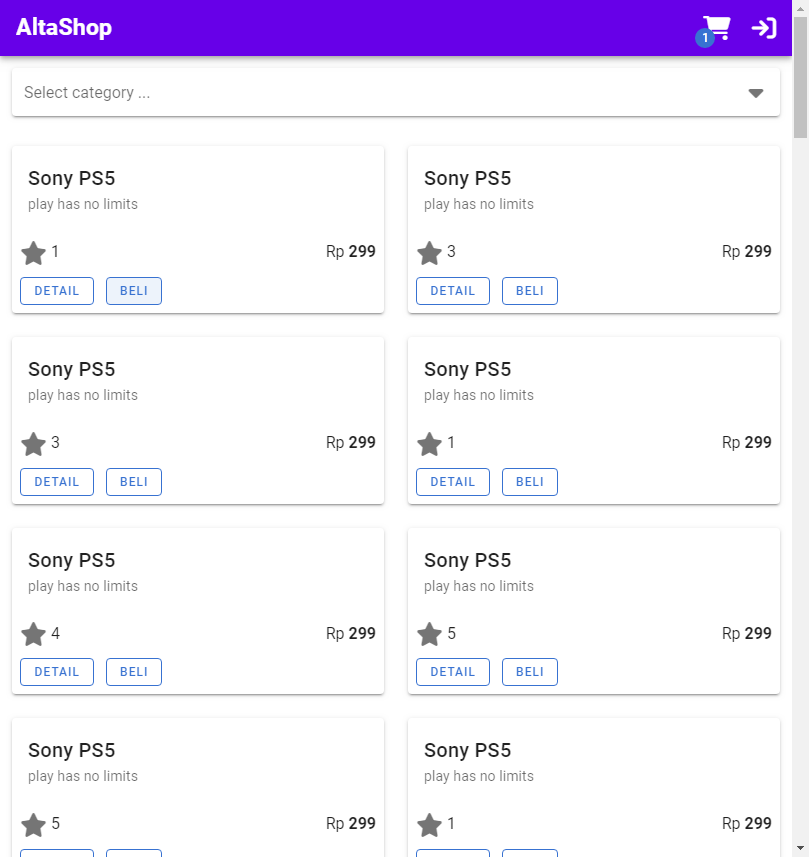 AltaShop
1
Select category ...
Sony PS5
play has no limits
1 Rp 299
DETAIL BELI
Sony PS5
play has no limits
3 Rp 299
DETAIL BELI
Sony PS5
play has no limits
3 Rp 299
DETAIL BELI
Sony PS5
play has no limits
1 Rp 299
DETAIL BELI
Sony PS5
play has no limits
4 Rp 299
DETAIL BELI
Sony PS5
play has no limits
5 Rp 299
DETAIL BELI
Sony PS5
play has no limits
5 Rp 299
Sony PS5
play has no limits
1 Rp 299